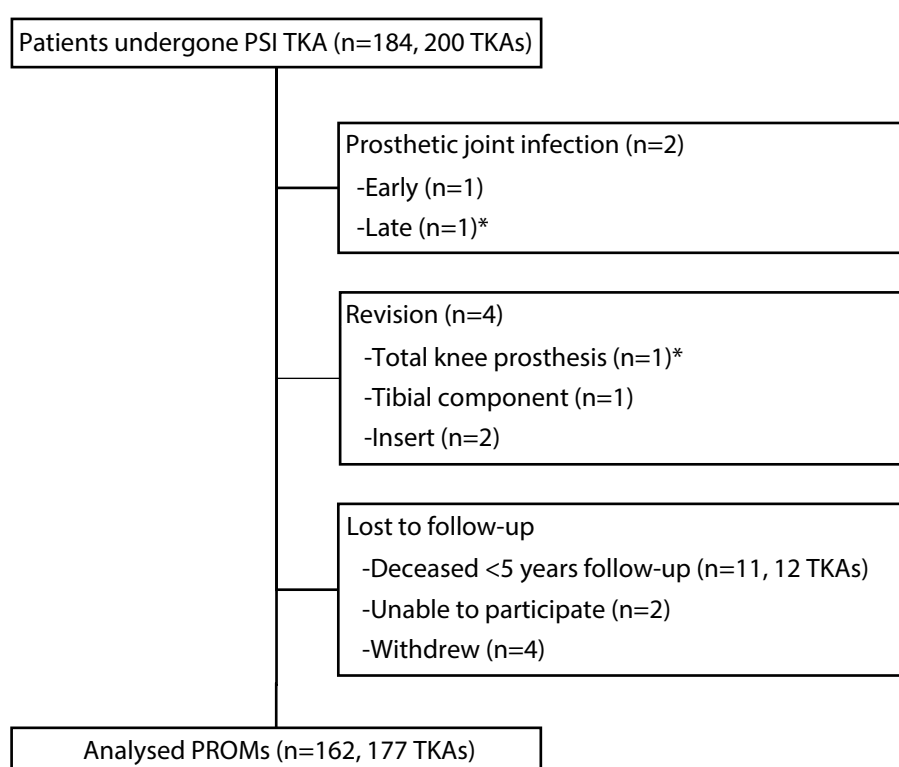 Patients undergone PSI TKA (n=184, 200 TKAs)
Prosthetic joint infection (n=2)
-Early (n=1)
-Late (n=1)*
Revision (n=4)
-Total knee prosthesis (n=1)*
-Tibial component (n=1)
-Insert (n=2)
Lost to follow-up
-Deceased <5 years follow-up (n=11, 12 TKAs)
-Unable to participate (n=2)
-Withdrew (n=4)
Analysed PROMs (n=162, 177 TKAs)